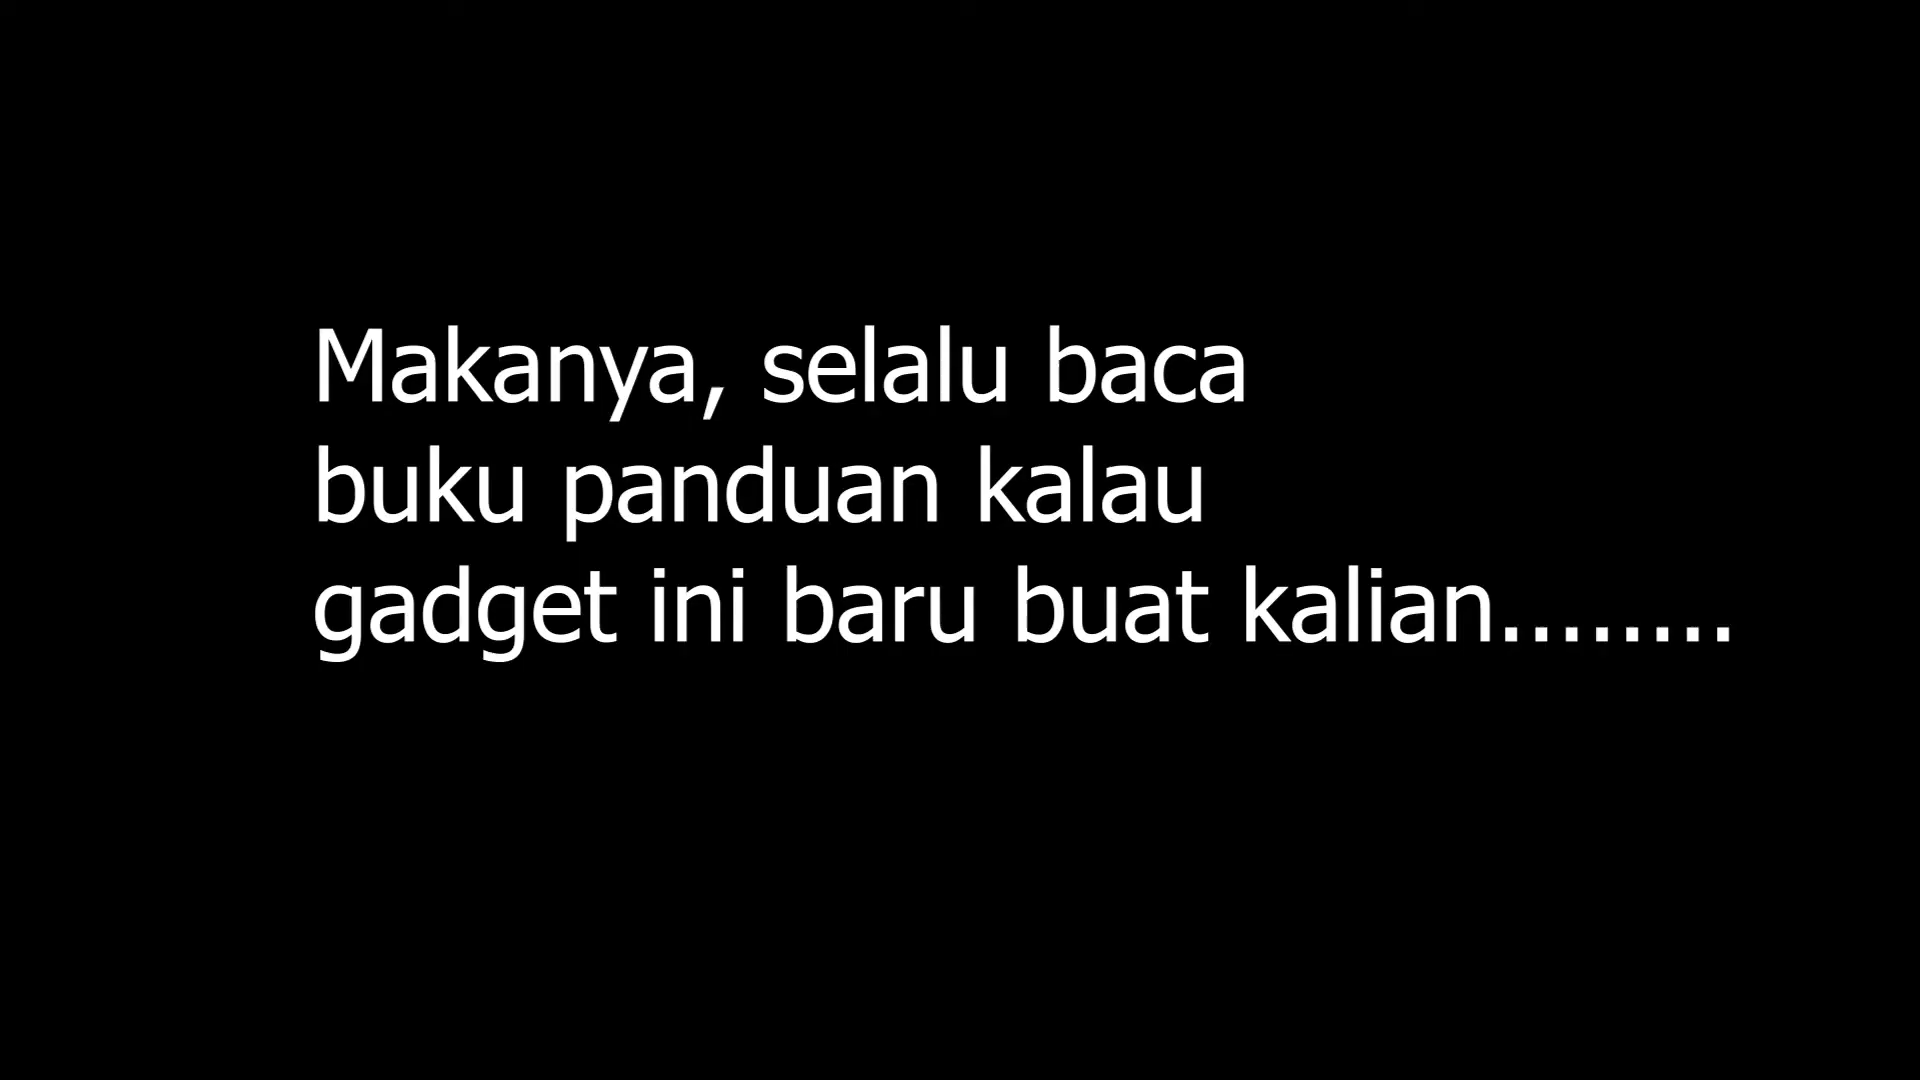 Makanya, selalu baca
buku panduan kalau
gadget ini baru buat kalian........